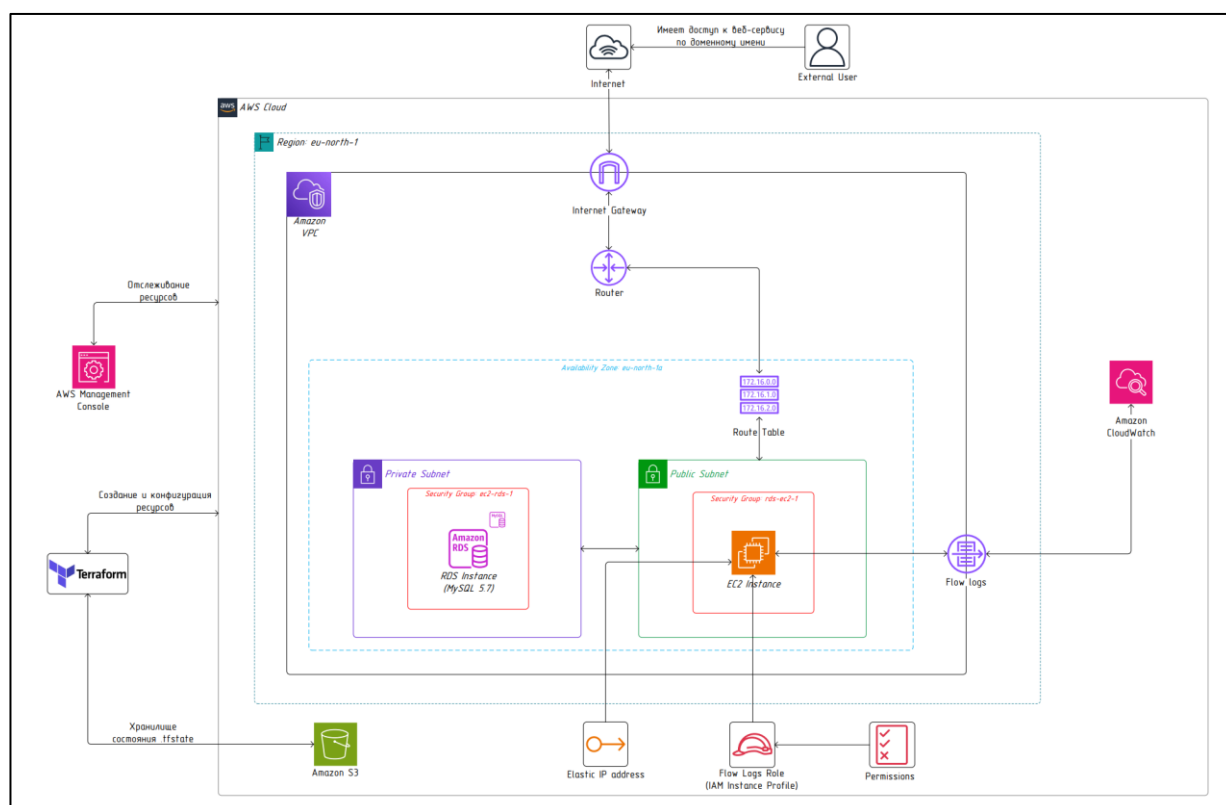 Имеет доступ к веб-сервису
по доменному имени
Internet
External User
aws
AWS Cloud
Region: eu-north-1
Amazon
VPC
Internet Gateway
Router
Отслеживание
ресурсов
AWS Management
Console
Availability Zone eu-north-1a
172.16.0.0
172.16.1.0
172.16.2.0
Route Table
Amazon
CloudWatch
Private Subnet
Security Group ec2-rds-1
MySQL
Amazon
RDS
RDS Instance
(MySQL 5.7)
Public Subnet
Security Group rds-ec2-1
EC2 Instance
Flow logs
Создание и конфигурация
ресурсов
Terraform
Хранилище
состояния .tfstate
Amazon S3
Elastic IP address
Flow Logs Role
(IAM Instance Profile)
Permissions